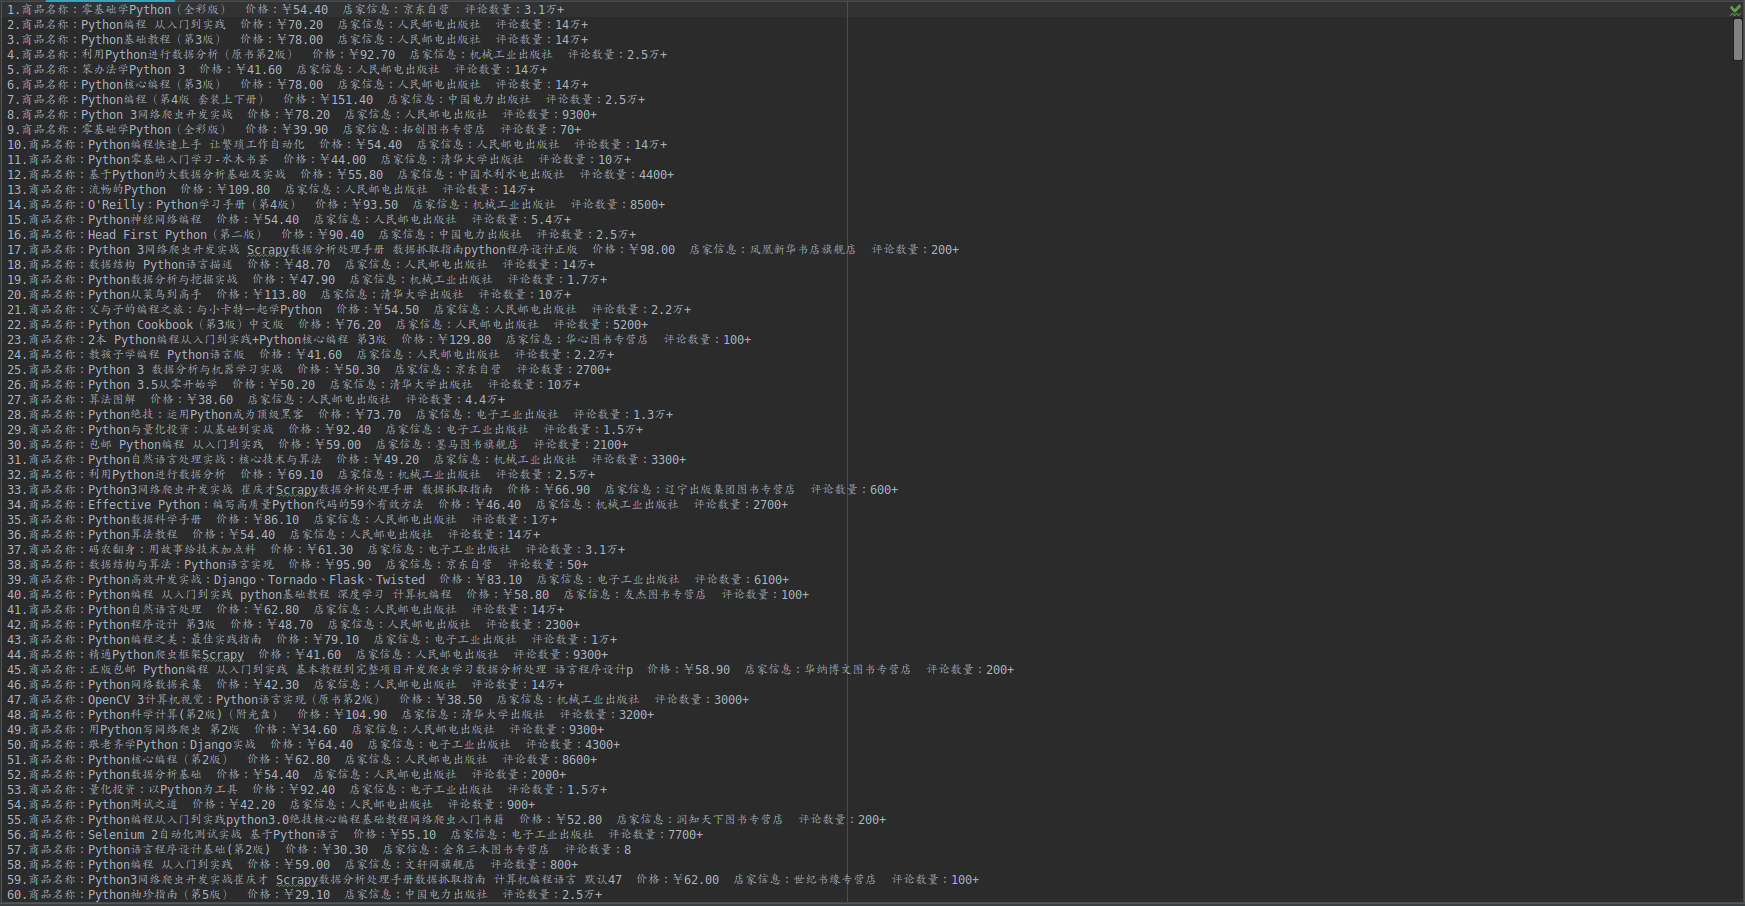 1.商品名称：零基础学Python（全彩版）  价格：￥54.40  店家信息：京东自营  评论数量：3.1万+
2.商品名称：Python编程 从入门到实践  价格：￥70.20  店家信息：人民邮电出版社  评论数量：14万+
3.商品名称：Python基础教程（第3版）  价格：￥78.00  店家信息：人民邮电出版社  评论数量：14万+
4.商品名称：利用Python进行数据分析（原书第2版）  价格：￥92.70  店家信息：机械工业出版社  评论数量：2.5万+
5.商品名称：笨办法学Python 3  价格：￥41.60  店家信息：人民邮电出版社  评论数量：14万+
6.商品名称：Python核心编程（第3版）  价格：￥78.00  店家信息：人民邮电出版社  评论数量：14万+
7.商品名称：Python编程（第4版 套装上下册）  价格：￥151.40  店家信息：中国电力出版社  评论数量：2.5万+
8.商品名称：Python 3网络爬虫开发实战  价格：￥78.20  店家信息：人民邮电出版社  评论数量：9300+
9.商品名称：零基础学Python（全彩版）  价格：￥39.90  店家信息：拓创图书专营店  评论数量：70+
10.商品名称：Python编程快速上手 让繁琐工作自动化  价格：￥54.40  店家信息：人民邮电出版社  评论数量：14万+
11.商品名称：Python零基础入门学习-水木书荟  价格：￥44.00  店家信息：清华大学出版社  评论数量：10万+
12.商品名称：基于Python的大数据分析基础及实战  价格：￥55.80  店家信息：中国水利水电出版社  评论数量：4400+
13.商品名称：流畅的Python  价格：￥109.80  店家信息：人民邮电出版社  评论数量：14万+
14.商品名称：O'Reilly：Python学习手册（第4版）  价格：￥93.50  店家信息：机械工业出版社  评论数量：8500+
15.商品名称：Python神经网络编程  价格：￥54.40  店家信息：人民邮电出版社  评论数量：5.4万+
16.商品名称：Head First Python（第二版）  价格：￥90.40  店家信息：中国电力出版社  评论数量：2.5万+
17.商品名称：Python 3网络爬虫开发实战 Scrapy数据分析处理手册 数据抓取指南python程序设计正版  价格：￥98.00  店家信息：凤凰新华书店旗舰店  评论数量：200+
18.商品名称：数据结构 Python语言描述  价格：￥48.70  店家信息：人民邮电出版社  评论数量：14万+
19.商品名称：Python数据分析与挖掘实战  价格：￥47.90  店家信息：机械工业出版社  评论数量：1.7万+
20.商品名称：Python从菜鸟到高手  价格：￥113.80  店家信息：清华大学出版社  评论数量：10万+
21.商品名称：父与子的编程之旅：与小卡特一起学Python  价格：￥54.50  店家信息：人民邮电出版社  评论数量：2.2万+
22.商品名称：Python Cookbook（第3版）中文版  价格：￥76.20  店家信息：人民邮电出版社  评论数量：5200+
23.商品名称：2本 Python编程从入门到实践+Python核心编程 第3版  价格：￥129.80  店家信息：华心图书专营店  评论数量：100+
24.商品名称：教孩子学编程 Python语言版  价格：￥41.60  店家信息：人民邮电出版社  评论数量：2.2万+
25.商品名称：Python 3 数据分析与机器学习实战  价格：￥50.30  店家信息：京东自营  评论数量：2700+
26.商品名称：Python 3.5从零开始学  价格：￥50.20  店家信息：清华大学出版社  评论数量：10万+
27.商品名称：算法图解  价格：￥38.60  店家信息：人民邮电出版社  评论数量：4.4万+
28.商品名称：Python绝技：运用Python成为顶级黑客  价格：￥73.70  店家信息：电子工业出版社  评论数量：1.3万+
29.商品名称：Python与量化投资：从基础到实战  价格：￥92.40  店家信息：电子工业出版社  评论数量：1.5万+
30.商品名称：包邮 Python编程 从入门到实践  价格：￥59.00  店家信息：墨马图书旗舰店  评论数量：2100+
31.商品名称：Python自然语言处理实战：核心技术与算法  价格：￥49.20  店家信息：机械工业出版社  评论数量：3300+
32.商品名称：利用Python进行数据分析  价格：￥69.10  店家信息：机械工业出版社  评论数量：2.5万+
33.商品名称：Python3网络爬虫开发实战 崔庆才Scrapy数据分析处理手册 数据抓取指南  价格：￥66.90  店家信息：辽宁出版集团图书专营店  评论数量：600+
34.商品名称：Effective Python：编写高质量Python代码的59个有效方法  价格：￥46.40  店家信息：机械工业出版社  评论数量：2700+
35.商品名称：Python数据科学手册  价格：￥86.10  店家信息：人民邮电出版社  评论数量：1万+
36.商品名称：Python算法教程  价格：￥54.40  店家信息：人民邮电出版社  评论数量：14万+
37.商品名称：码农翻身：用故事给技术加点料  价格：￥61.30  店家信息：电子工业出版社  评论数量：3.1万+
38.商品名称：数据结构与算法：Python语言实现  价格：￥95.90  店家信息：京东自营  评论数量：50+
39.商品名称：Python高效开发实战：Django、Tornado、Flask、Twisted  价格：￥83.10  店家信息：电子工业出版社  评论数量：6100+
40.商品名称：Python编程 从入门到实践 python基础教程 深度学习 计算机编程  价格：￥58.80  店家信息：友杰图书专营店  评论数量：100+
41.商品名称：Python自然语言处理  价格：￥62.80  店家信息：人民邮电出版社  评论数量：14万+
42.商品名称：Python程序设计 第3版  价格：￥48.70  店家信息：人民邮电出版社  评论数量：2300+
43.商品名称：Python编程之美：最佳实践指南  价格：￥79.10  店家信息：电子工业出版社  评论数量：1万+
44.商品名称：精通Python爬虫框架Scrapy  价格：￥41.60  店家信息：人民邮电出版社  评论数量：9300+
45.商品名称：正版包邮 Python编程 从入门到实践 基本教程到完整项目开发爬虫学习数据分析处理 语言程序设计p  价格：￥58.90  店家信息：华纳博文图书专营店  评论数量：200+
46.商品名称：Python网络数据采集  价格：￥42.30  店家信息：人民邮电出版社  评论数量：14万+
47.商品名称：OpenCV 3计算机视觉：Python语言实现（原书第2版）  价格：￥38.50  店家信息：机械工业出版社  评论数量：3000+
48.商品名称：Python科学计算(第2版)（附光盘）  价格：￥104.90  店家信息：清华大学出版社  评论数量：3200+
49.商品名称：用Python写网络爬虫 第2版  价格：￥34.60  店家信息：人民邮电出版社  评论数量：9300+
50.商品名称：跟老齐学Python：Django实战  价格：￥64.40  店家信息：电子工业出版社  评论数量：4300+
51.商品名称：Python核心编程（第2版）  价格：￥62.80  店家信息：人民邮电出版社  评论数量：8600+
52.商品名称：Python数据分析基础  价格：￥54.40  店家信息：人民邮电出版社  评论数量：2000+
53.商品名称：量化投资：以Python为工具  价格：￥92.40  店家信息：电子工业出版社  评论数量：1.5万+
54.商品名称：Python测试之道  价格：￥42.20  店家信息：人民邮电出版社  评论数量：900+
55.商品名称：Python编程从入门到实践python3.0绝技核心编程基础教程网络爬虫入门书籍  价格：￥52.80  店家信息：润知天下图书专营店  评论数量：200+
56.商品名称：Selenium 2自动化测试实战 基于Python语言  价格：￥55.10  店家信息：电子工业出版社  评论数量：7700+
57.商品名称：Python语言程序设计基础(第2版)  价格：￥30.30  店家信息：金帛三木图书专营店  评论数量：8
58.商品名称：Python编程 从入门到实践  价格：￥59.00  店家信息：文轩网旗舰店  评论数量：800+
59.商品名称：Python3网络爬虫开发实战崔庆才 Scrapy数据分析处理手册数据抓取指南 计算机编程语言 默认47  价格：￥62.00  店家信息：世纪书缘专营店  评论数量：100+
60.商品名称：Python袖珍指南（第5版）  价格：￥29.10  店家信息：中国电力出版社  评论数量：2.5万+